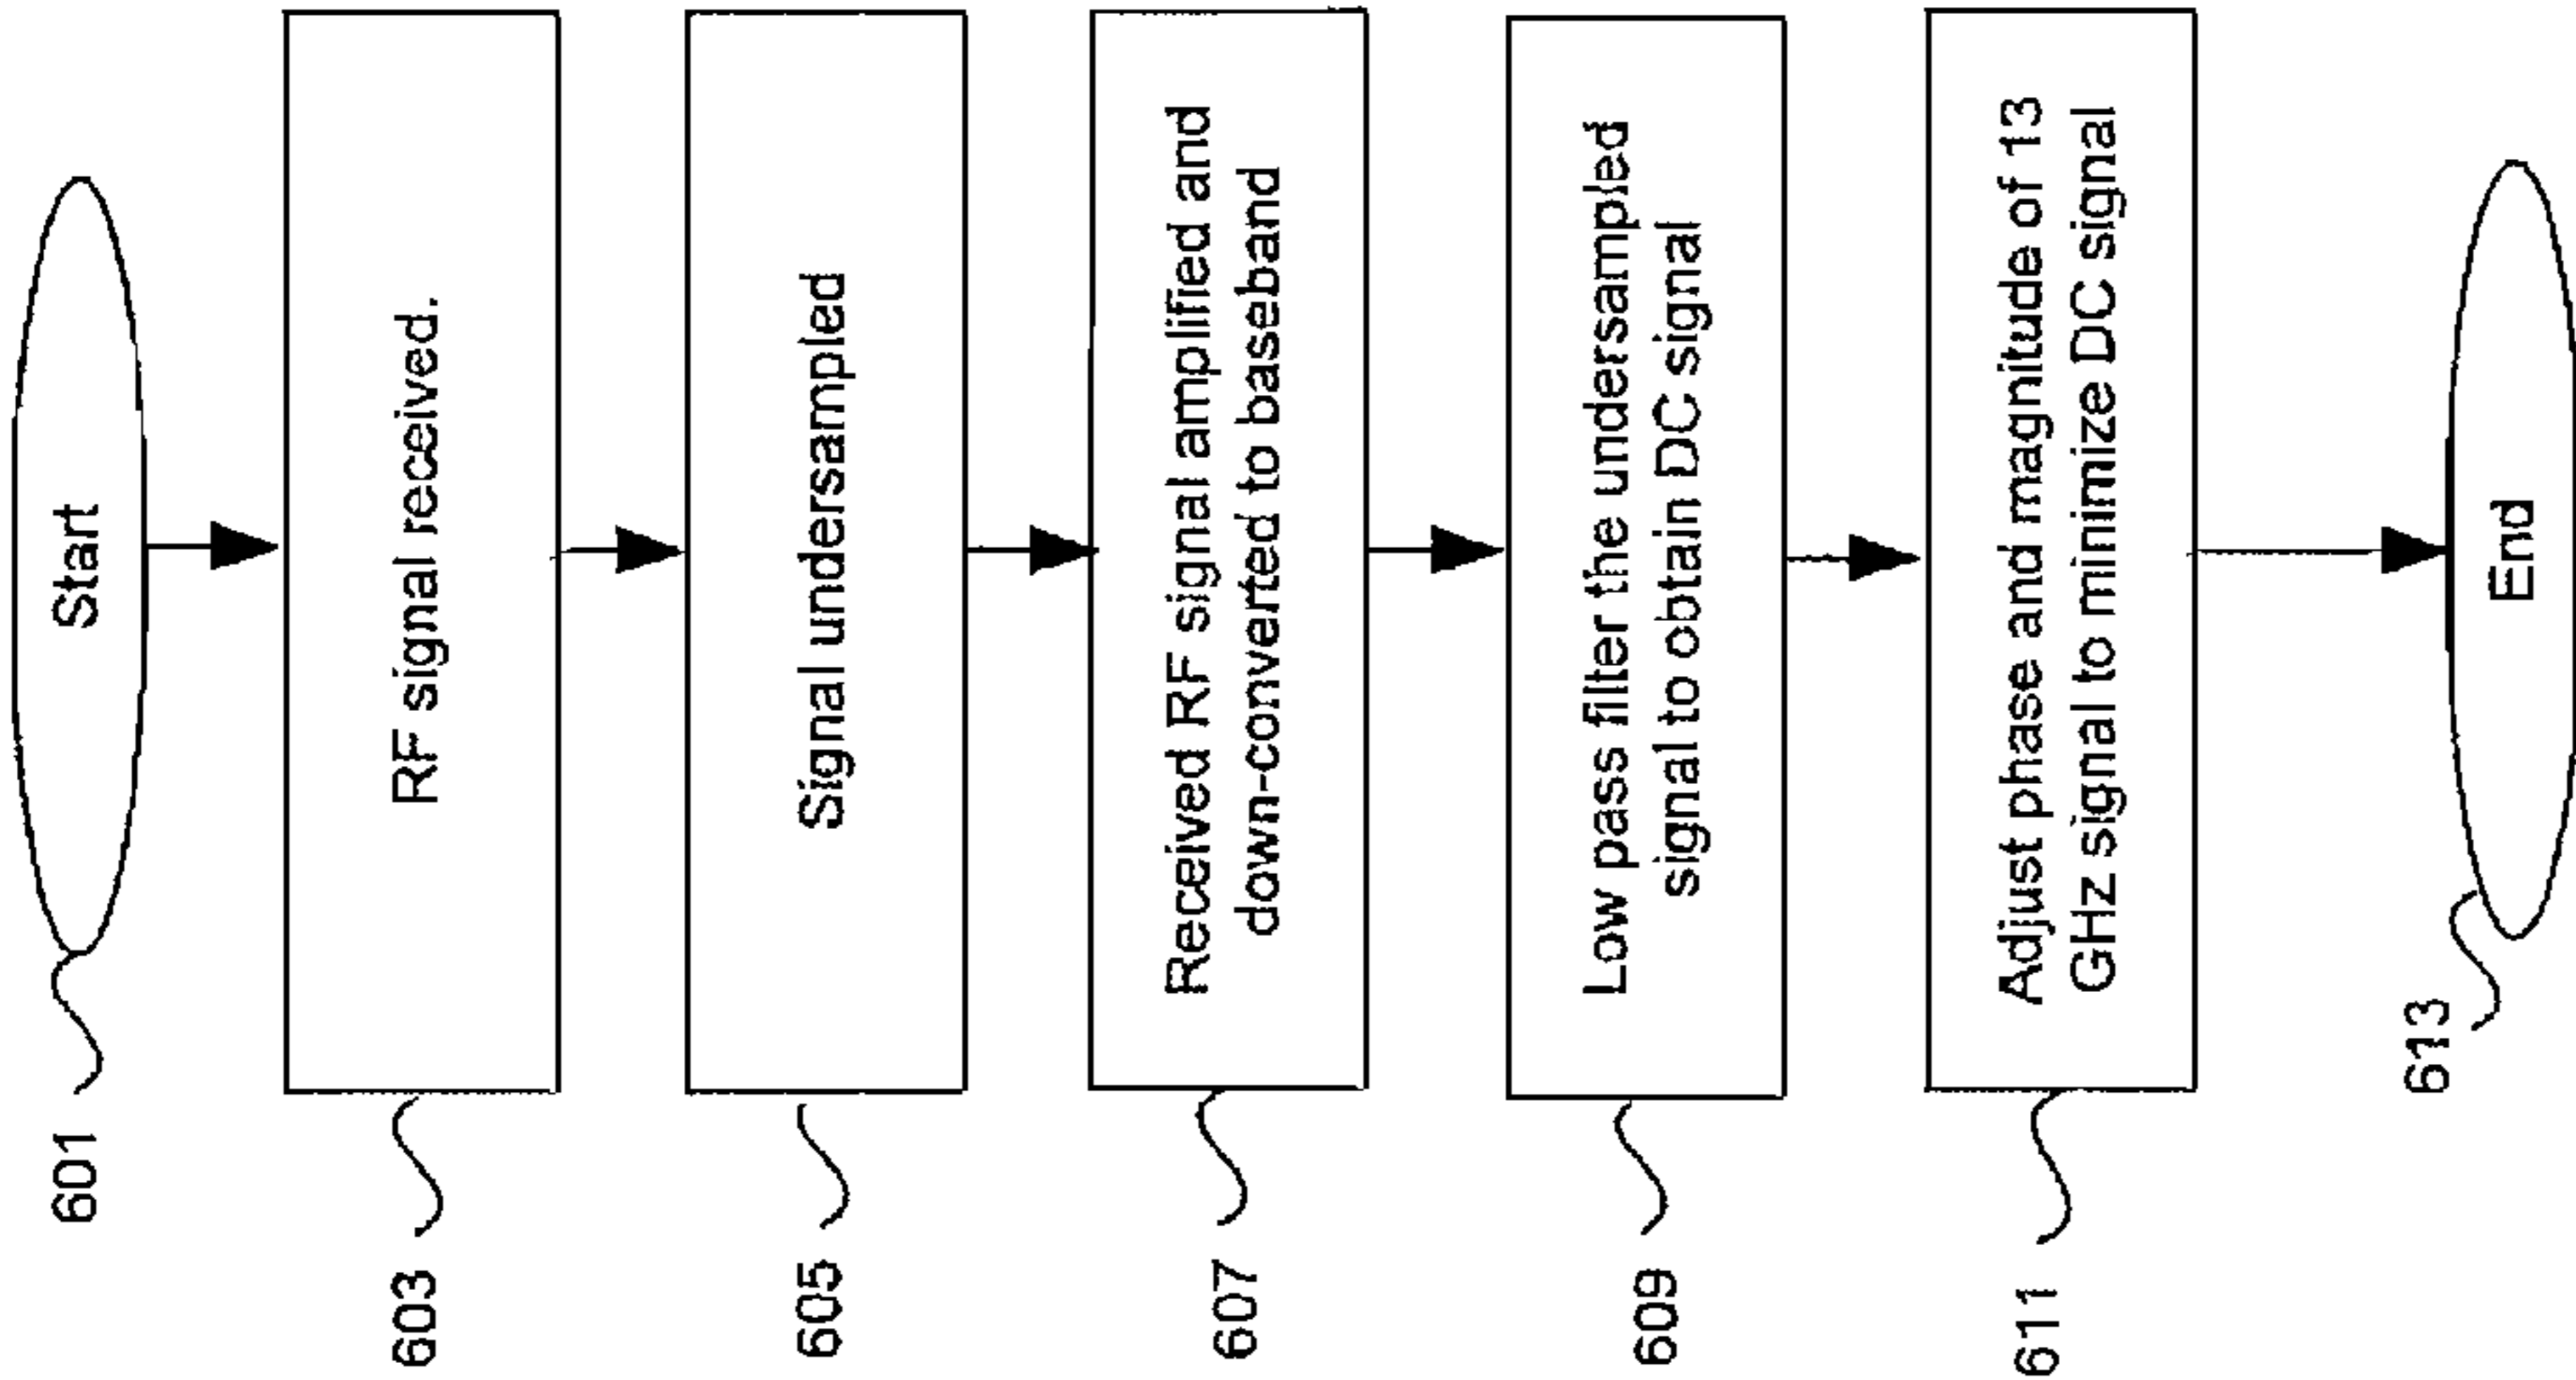 Start
601
RF signal received.
603
Signal undersampled
605
Received RF signal amplified and
down-converted to baseband
607
Low pass filter the undersampled
signal to obtain DC signal
609
Adjust phase and magnitude of 13
GHz signal to minimize DC signal
611
End
613